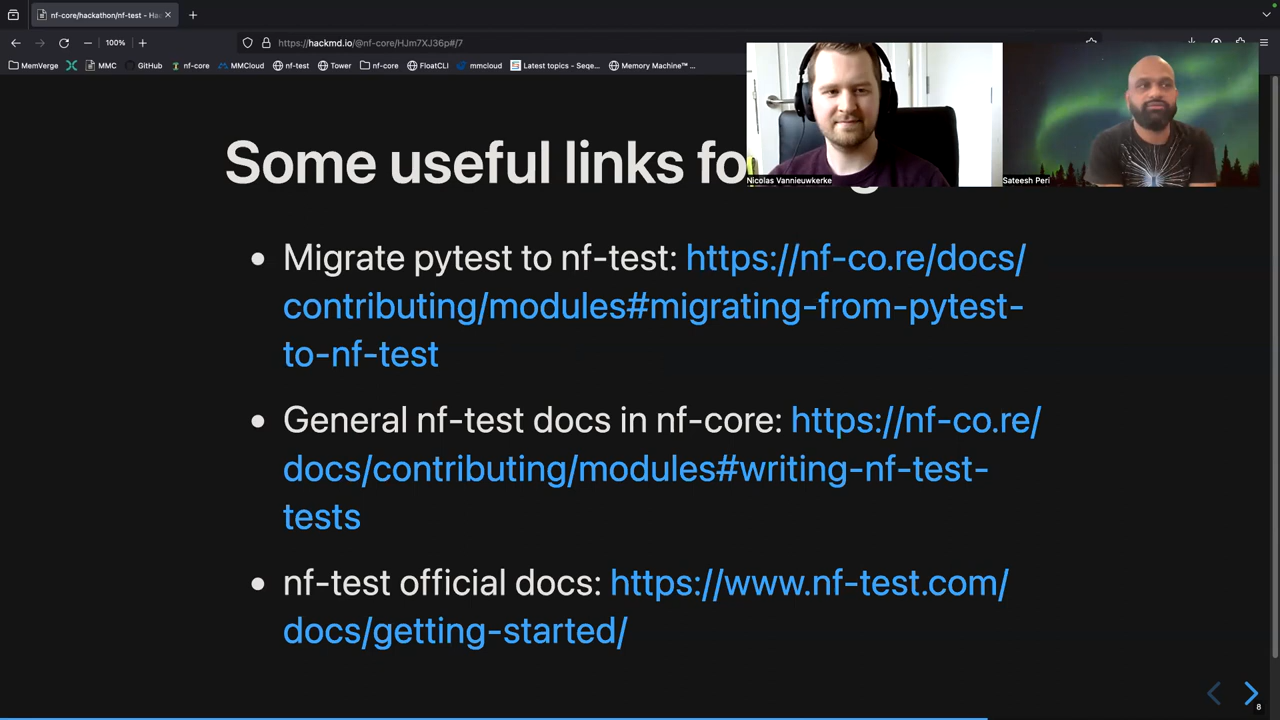 nf-core/hackathon/nf-test - Hac
100%
https://hackmd.io/@nf-core/HJm7XJ36p#/7
MemVerge
MMC
GitHub
nf-core
MMCloud
nf-test
Tower
nf-core
FloatCLI
mmcloud
Latest topics - Seqe...
Memory Machine™ ...
Nicolas Vannieuwkerke
Sateesh Peri
Some useful links fo
Migrate pytest to nf-test: https://nf-co.re/docs/
contributing/modules#migrating-from-pytest-
to-nf-test
General nf-test docs in nf-core: https://nf-co.re/
docs/contributing/modules#writing-nf-test-
tests
nf-test official docs: https://www.nf-test.com/
docs/getting-started/
8